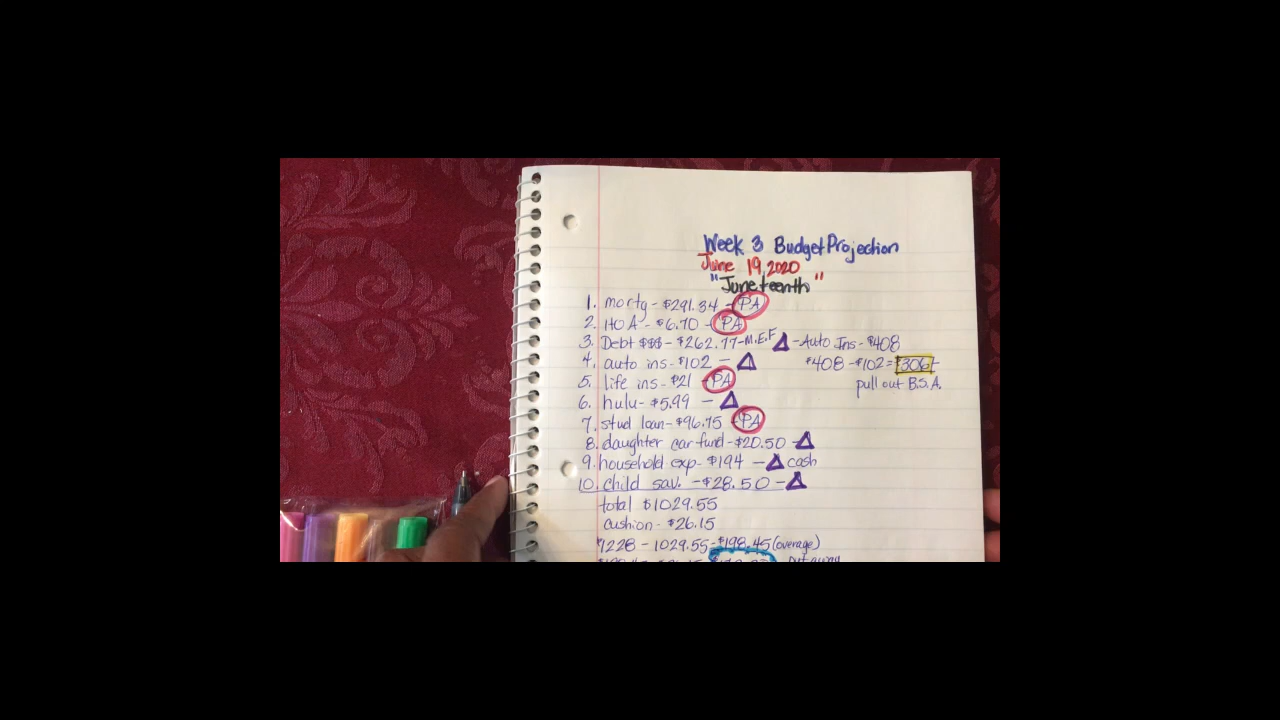 Week 3 Budget Projection
June 19, 2020
"Juneteenth"
1. mortg - $291.34 - PA
2. HOA - $6.70 - PA
3. Debt $$$ - $262.77 - M.E.F Δ - Auto Ins - $408
4. auto ins - $102 - Δ $408 - $102 = $306 -
5. life ins - $21 - PA pull out B.S.A.
6. hulu - $5.99 - Δ
7. stud loan - $96.75 - PA
8. daughter car fund - $20.50 - Δ
9. household exp - $194 - Δ cash
10. child sav. - $28.50 - Δ
total $1029.55
cushion - $26.15
$1228 - 1029.55 = $198.45 (overage)